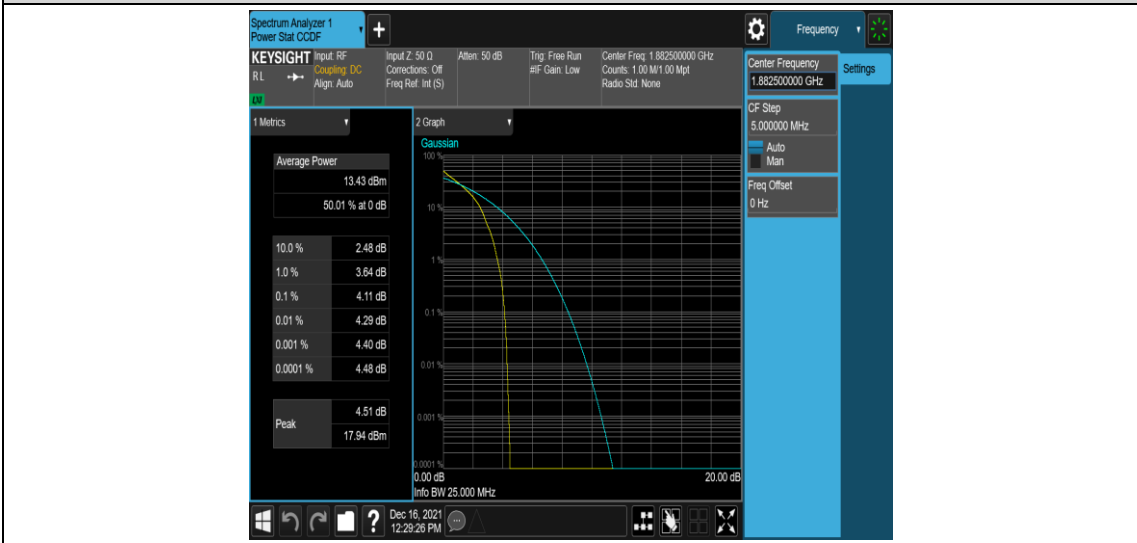 Spectrum Analyzer 1
Power Stat CCDF
Frequency
KEYSIGHT
Input: RF
Coupling: DC
Align: Auto
R L
LXI
Input Z: 50 Ω
Corrections: Off
Freq Ref: Int (S)
Atten: 50 dB
Trig: Free Run
#IF Gain: Low
Center Freq: 1.882500000 GHz
Counts: 1.00 M/1.00 Mpt
Radio Std: None
Center Frequency
1.882500000 GHz
Settings
CF Step
5.000000 MHz
Auto
Man
Freq Offset
0 Hz
1 Metrics
Average Power
13.43 dBm
50.01 % at 0 dB
10.0 % 2.48 dB
1.0 % 3.64 dB
0.1 % 4.11 dB
0.01 % 4.29 dB
0.001 % 4.40 dB
0.0001 % 4.48 dB
Peak
4.51 dB
17.94 dBm
2 Graph
Gaussian
100 %
10 %
1 %
0.1 %
0.01 %
0.001 %
0.0001 %
0.00 dB 20.00 dB
Info BW 25.000 MHz
?
Dec 16, 2021
12:29:26 PM